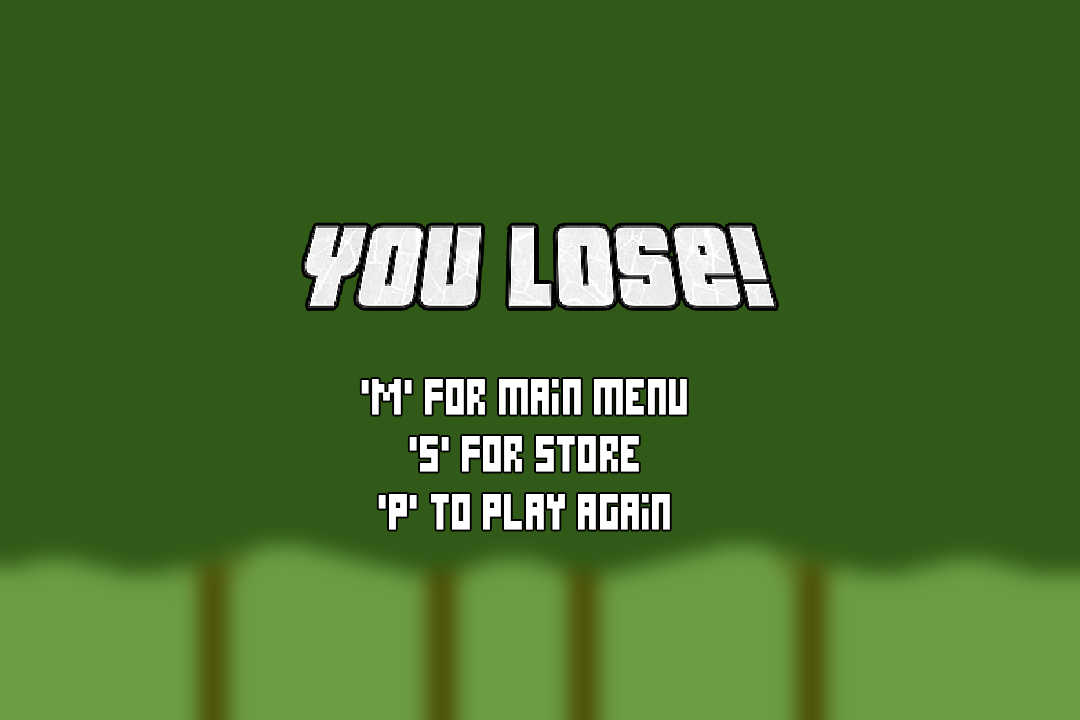 YOU LOSE!
'M' FOR MAIN MENU
'S' FOR STORE
'P' TO PLAY AGAIN